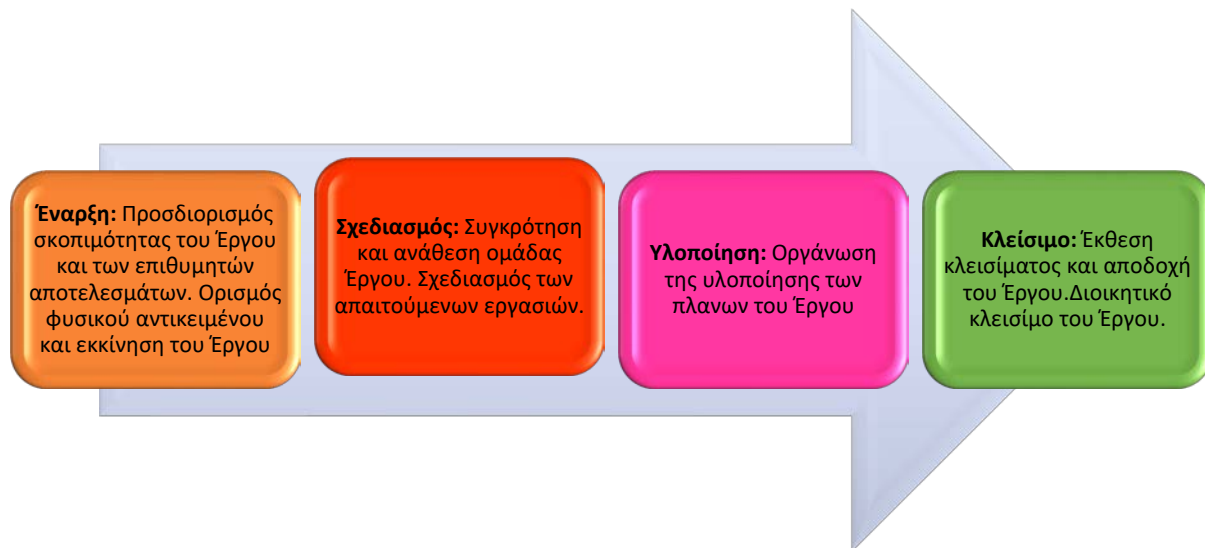 Έναρξη: Προσδιορισμός
σκοπιμότητας του Έργου
και των επιθυμητών
αποτελεσμάτων. Ορισμός
φυσικού αντικειμένου
και εκκίνηση του Έργου
Σχεδιασμός: Συγκρότηση
και ανάθεση ομάδας
Έργου. Σχεδιασμός των
απαιτούμενων εργασιών.
Υλοποίηση: Οργάνωση
της υλοποίησης των
πλανων του Έργου
Κλείσιμο: Έκθεση
κλεισίματος και αποδοχή
του Έργου.Διοικητικό
κλεισίμο του Έργου.